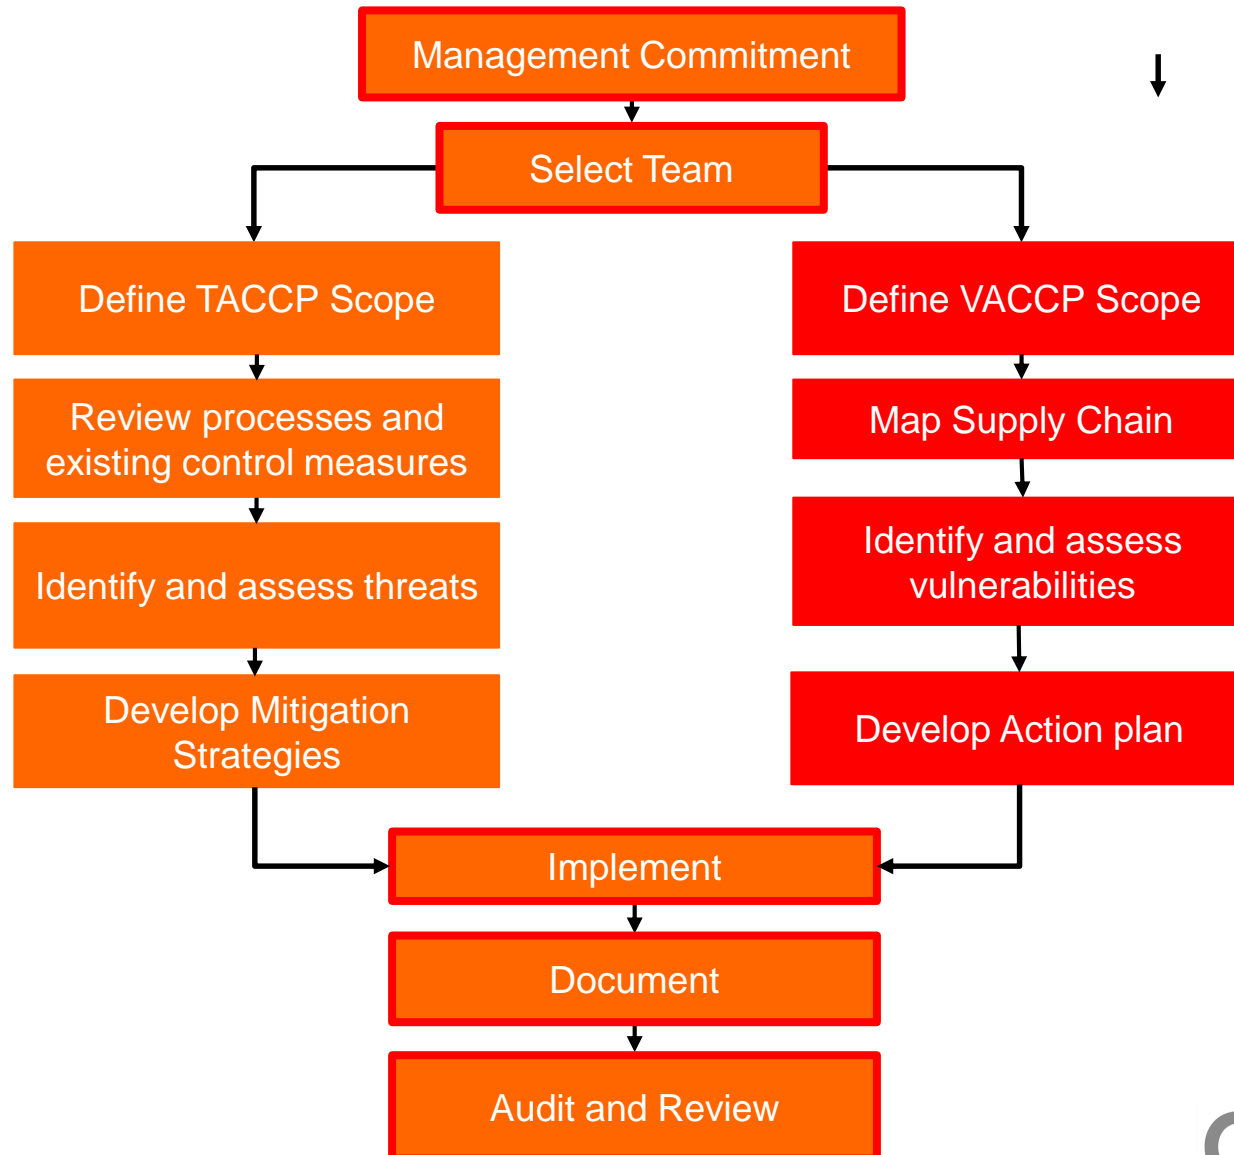 Management Commitment
Select Team
Define TACCP Scope
Review processes and
existing control measures
Identify and assess threats
Develop Mitigation
Strategies
Define VACCP Scope
Map Supply Chain
Identify and assess
vulnerabilities
Develop Action plan
Implement
Document
Audit and Review